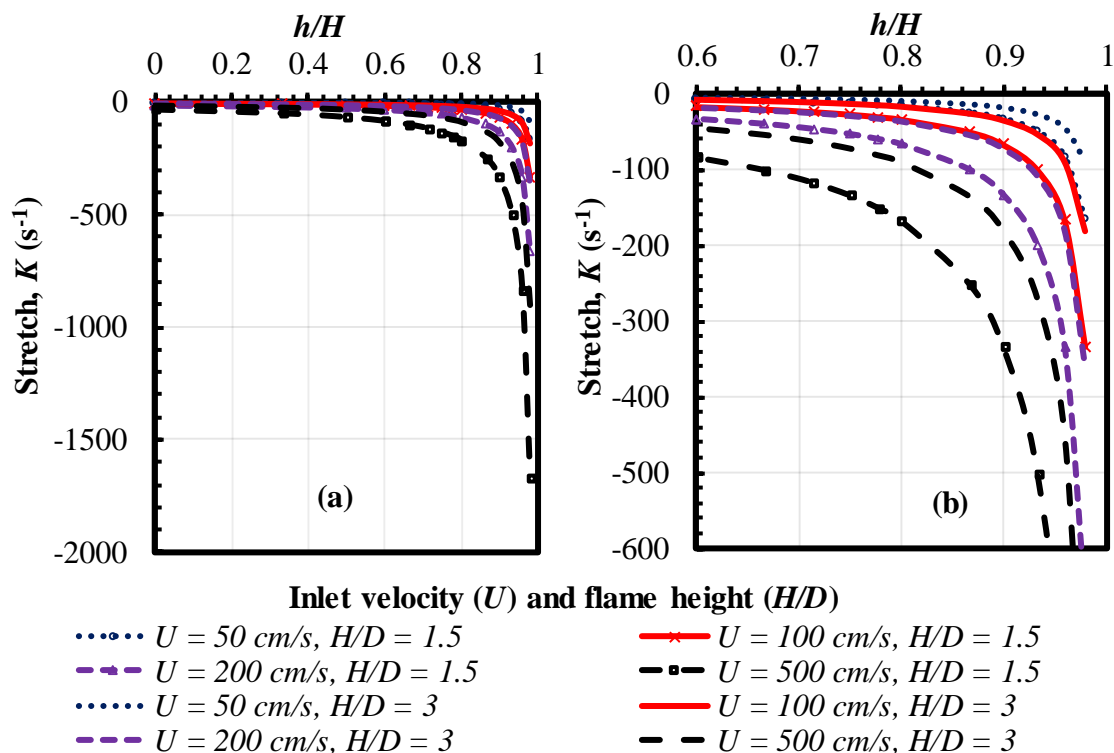 h/H
0 0.2 0.4 0.6 0.8 1
0
-500
-1000
-1500
-2000
Stretch, K (s-1)
(a)
h/H
0.6 0.7 0.8 0.9 1
0
-100
-200
-300
-400
-500
-600
Stretch, K (s-1)
(b)
Inlet velocity (U) and flame height (H/D)
U = 50 cm/s, H/D = 1.5
U = 100 cm/s, H/D = 1.5
U = 200 cm/s, H/D = 1.5
U = 500 cm/s, H/D = 1.5
U = 50 cm/s, H/D = 3
U = 100 cm/s, H/D = 3
U = 200 cm/s, H/D = 3
U = 500 cm/s, H/D = 3